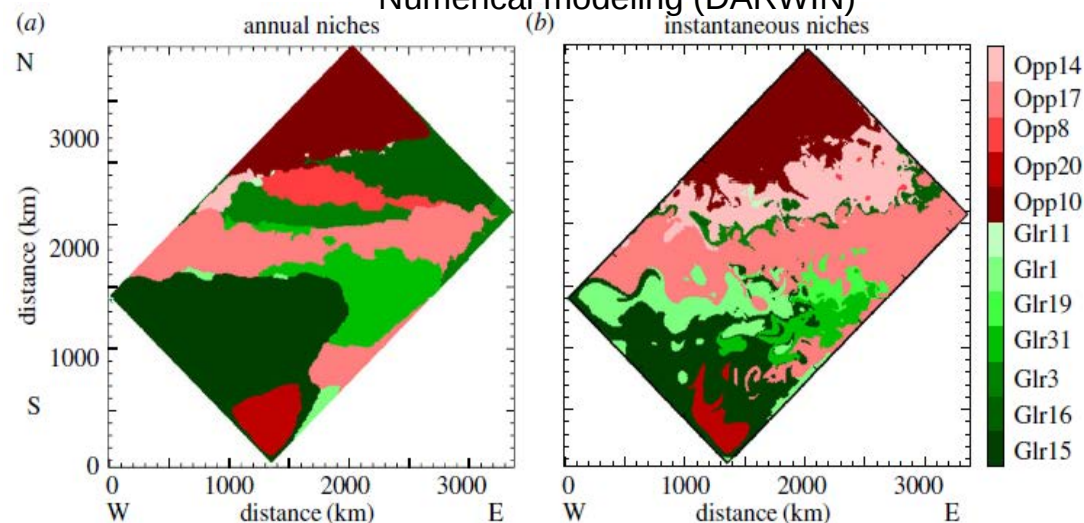 Numerical modeling (DARWIN)
(a) annual niches
N
3000
2000
1000
0
distance (km)
S
0 1000 2000 3000
W distance (km) E
(b) instantaneous niches
0 1000 2000 3000
W distance (km) E
Opp14
Opp17
Opp8
Opp20
Opp10
Glr11
Glr1
Glr19
Glr31
Glr3
Glr16
Glr15